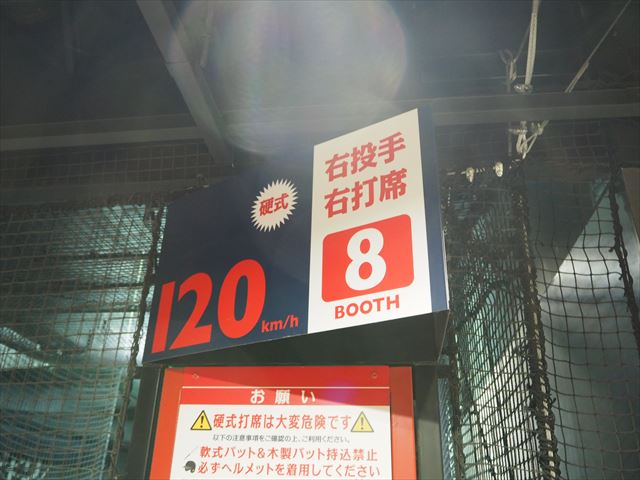 硬式
120 km/h
右投手
右打席
8
BOOTH
お願い
硬式打席は大変危険です
以下の注意事項をご確認の上、ご利用ください。
軟式バット&木製バット持込禁止
必ずヘルメットを着用してください